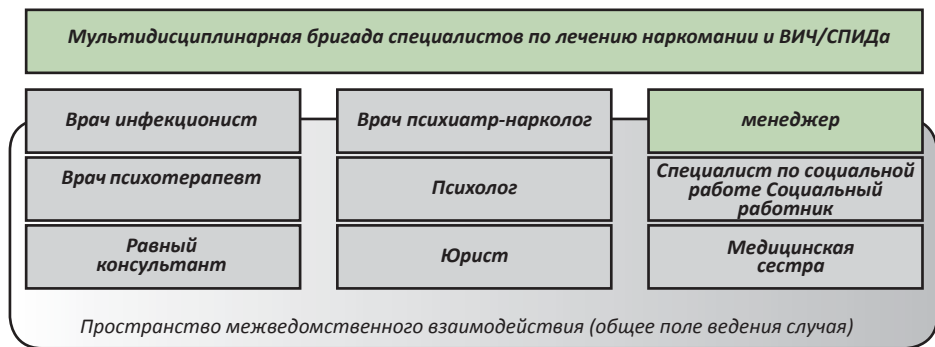 Мультидисциплинарная бригада специалистов по лечению наркомании и ВИЧ/СПИДа
Врач инфекционист
Врач психиатр-нарколог
менеджер
Врач психотерапевт
Психолог
Специалист по социальной
работе Социальный
работник
Равный
консультант
Юрист
Медицинская
сестра
Пространство межведомственного взаимодействия (общее поле ведения случая)